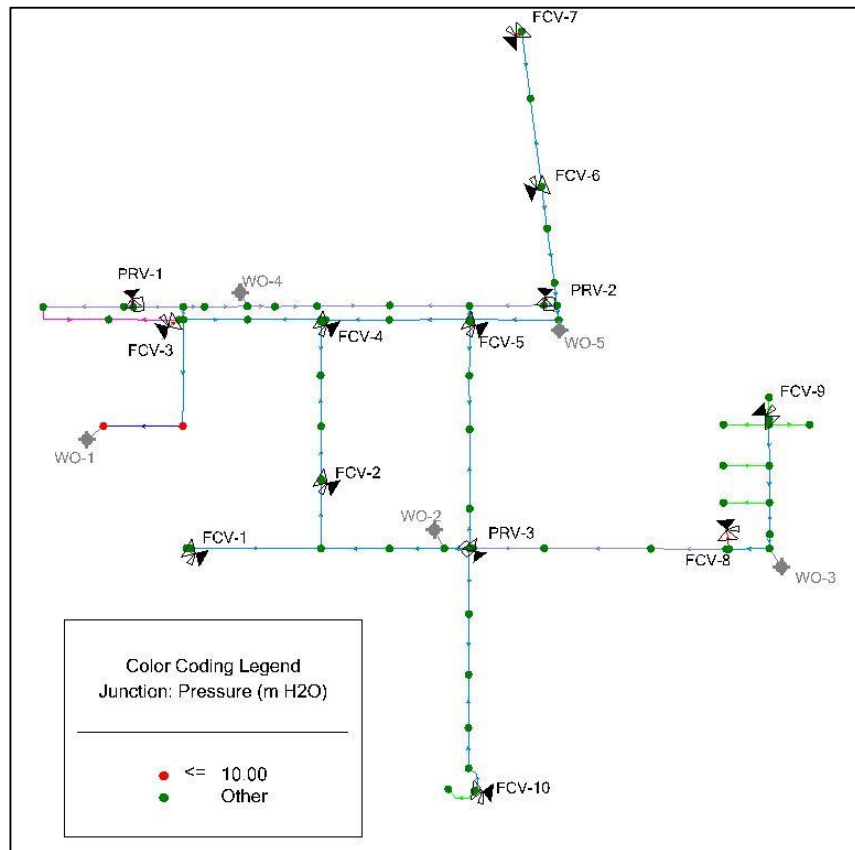 FCV-7
FCV-6
PRV-1
WO-4
PRV-2
FCV-3
FCV-4
FCV-5
WO-5
FCV-9
WO-1
FCV-2
WO-2
FCV-1
PRV-3
FCV-8
WO-3
Color Coding Legend
Junction: Pressure (m H2O)
<= 10.00
Other
FCV-10